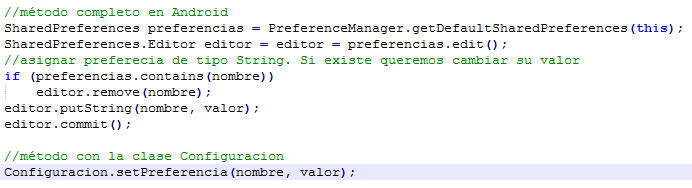 //método completo en Android
SharedPreferences preferencias = PreferenceManager.getDefaultSharedPreferences(this);
SharedPreferences.Editor editor = editor = preferencias.edit();
//asignar preferecia de tipo String. Si existe queremos cambiar su valor
if (preferencias.contains(nombre))
    editor.remove(nombre);
editor.putString(nombre, valor);
editor.commit();
//método con la clase Configuracion
Configuracion.setPreferencia(nombre, valor);